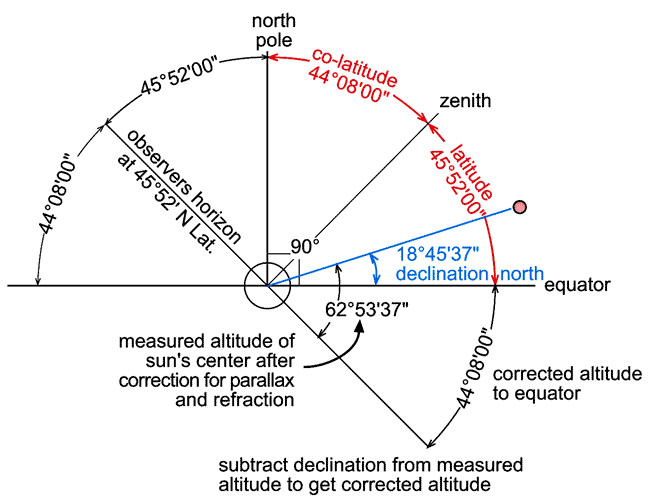 north
pole
co-latitude
44°08'00"
45°52'00"
zenith
observers horizon
at 45°52' N Lat.
latitude
45°52'00"
44°08'00"
90°
18°45'37"
declination north
equator
62°53'37"
measured altitude of
sun's center after
correction for parallax
and refraction
44°08'00"
corrected altitude
to equator
subtract declination from measured
altitude to get corrected altitude